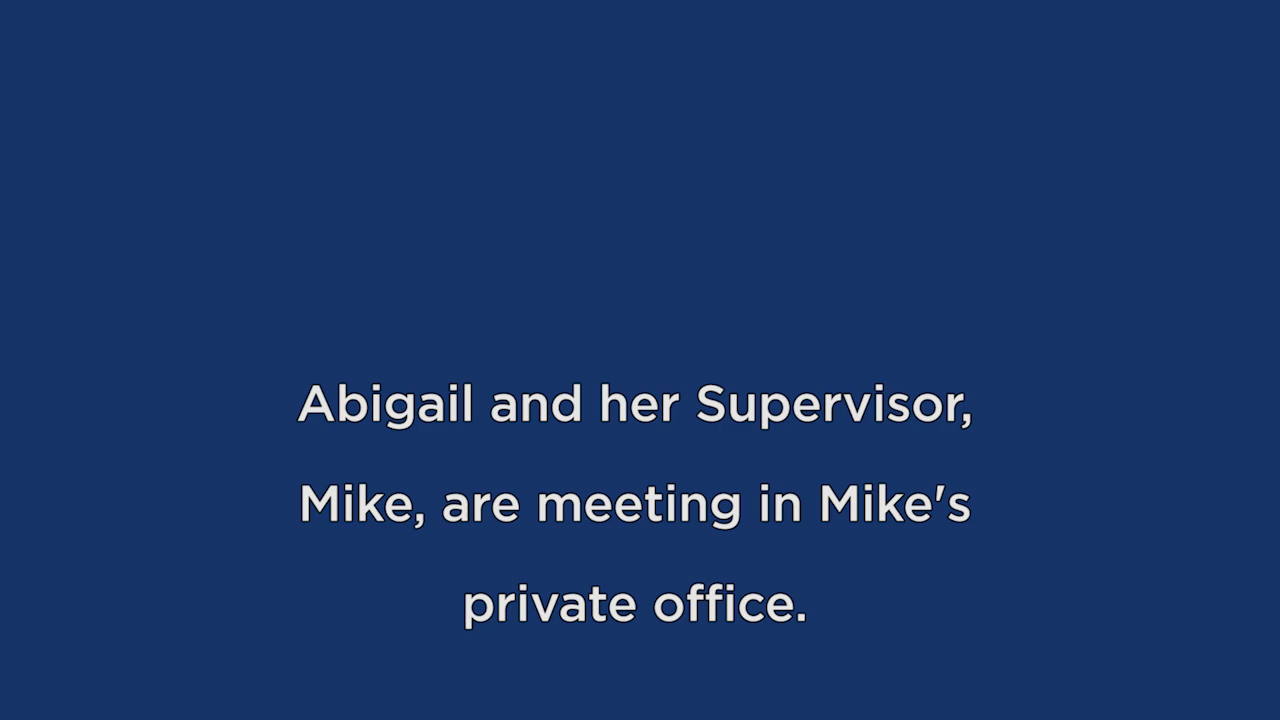 Abigail and her Supervisor,
Mike, are meeting in Mike's
private office.